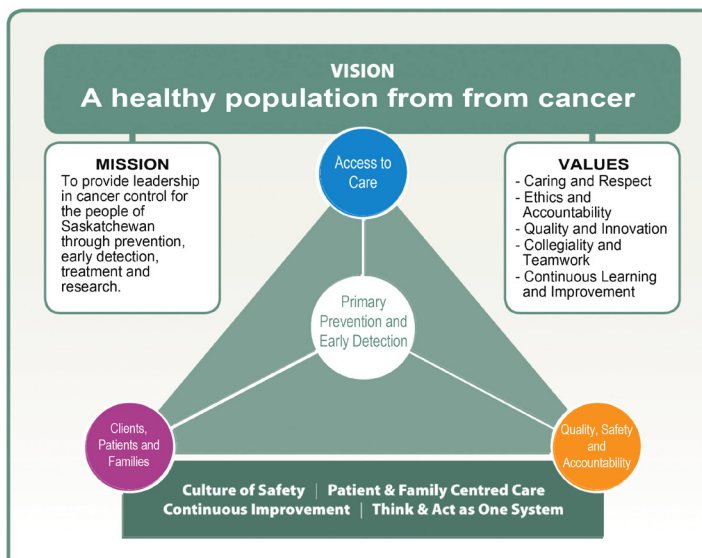 VISION
A healthy population from from cancer
MISSION
To provide leadership
in cancer control for
the people of
Saskatchewan
through prevention,
early detection,
treatment and
research.
Access to
Care
VALUES
- Caring and Respect
- Ethics and
Accountability
- Quality and Innovation
- Collegiality and
Teamwork
- Continuous Learning
and Improvement
Primary
Prevention and
Early Detection
Clients,
Patients and
Families
Quality, Safety
and
Accountability
Culture of Safety | Patient & Family Centred Care
Continuous Improvement | Think & Act as One System